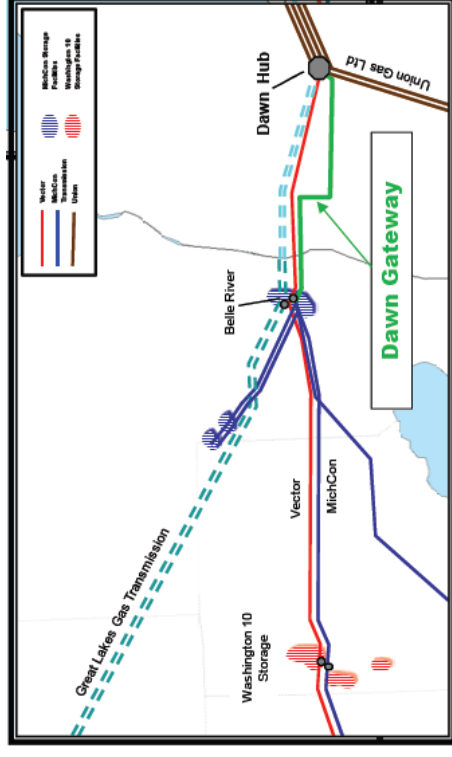 Vector
MichCon
Transmission
Union
MichCon Storage
Facilities
Washington 10
Storage Facilities
Great Lakes Gas Transmission
Washington 10
Storage
Vector
MichCon
Belle River
Dawn Hub
Union Gas Ltd
Dawn Gateway